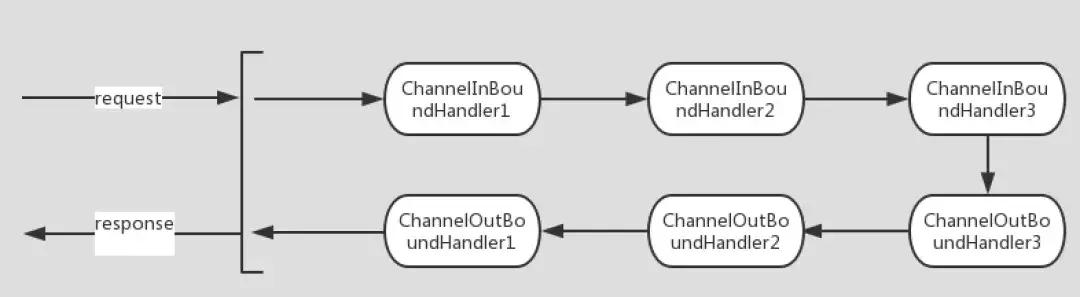 request
ChannelInBou
ndHandler1
ChannelInBou
ndHandler2
ChannelInBou
ndHandler3
response
ChannelOutBo
undHandler1
ChannelOutBo
undHandler2
ChannelOutBo
undHandler3